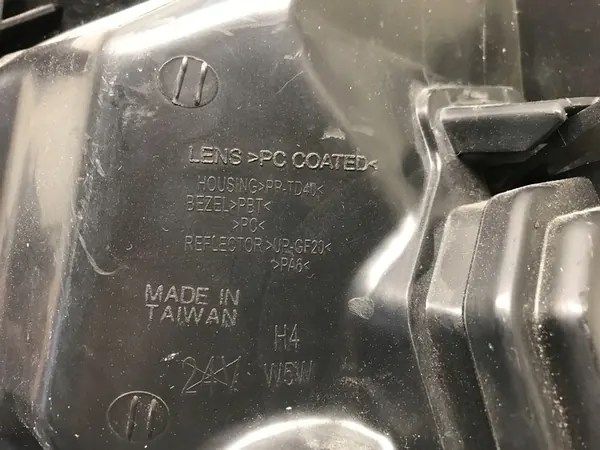 LENS >PC COATED<
HOUSING>PP-TD40<
BEZEL>PBT<
>PC<
REFLECTOR>UP-GF20<
>PA6<
MADE IN
TAIWAN
H4
W5W